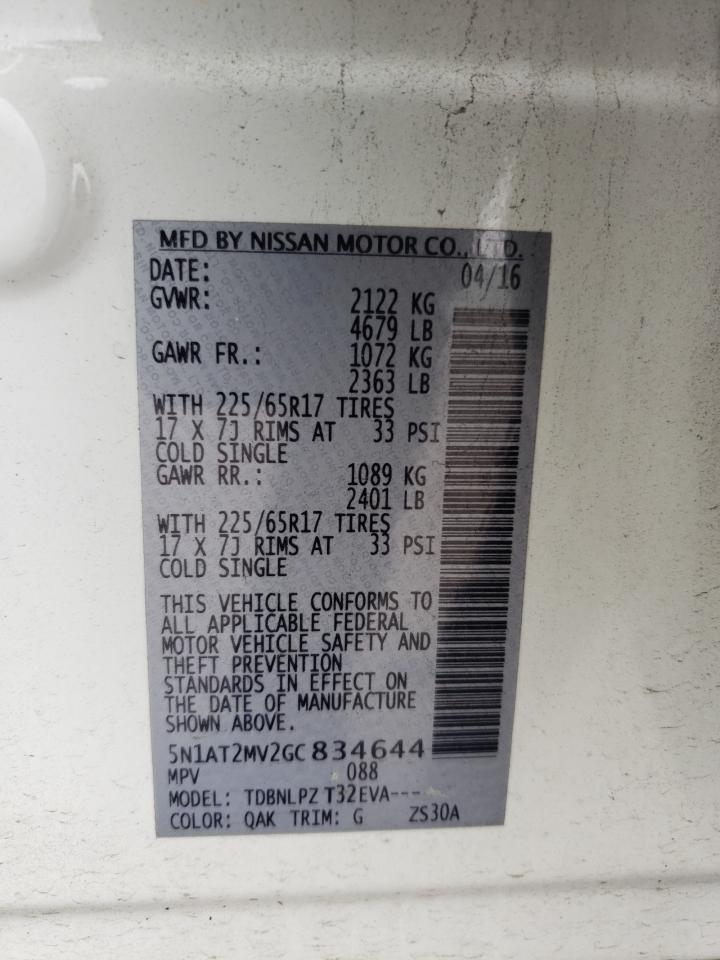 MFD BY NISSAN MOTOR CO., LTD.
DATE: 04/16
GVWR: 2122 KG
4679 LB
GAWR FR.: 1072 KG
2363 LB
WITH 225/65R17 TIRES
17 X 7J RIMS AT 33 PSI
COLD SINGLE
GAWR RR.: 1089 KG
2401 LB
WITH 225/65R17 TIRES
17 X 7J RIMS AT 33 PSI
COLD SINGLE
THIS VEHICLE CONFORMS TO
ALL APPLICABLE FEDERAL
MOTOR VEHICLE SAFETY AND
THEFT PREVENTION
STANDARDS IN EFFECT ON
THE DATE OF MANUFACTURE
SHOWN ABOVE.
5N1AT2MV2GC834644
MPV 088
MODEL: TDBNLPZ T32EVA---
COLOR: QAK TRIM: G ZS30A